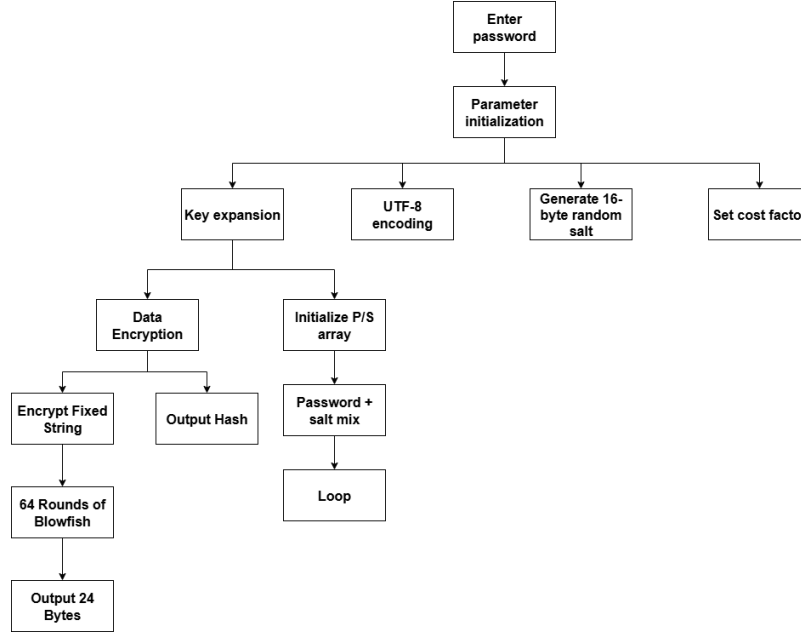 Enter
password
Parameter
initialization
Key expansion
UTF-8
encoding
Generate 16-
byte random
salt
Set cost facto
Data
Encryption
Initialize P/S
array
Encrypt Fixed
String
Output Hash
Password +
salt mix
64 Rounds of
Blowfish
Loop
Output 24
Bytes